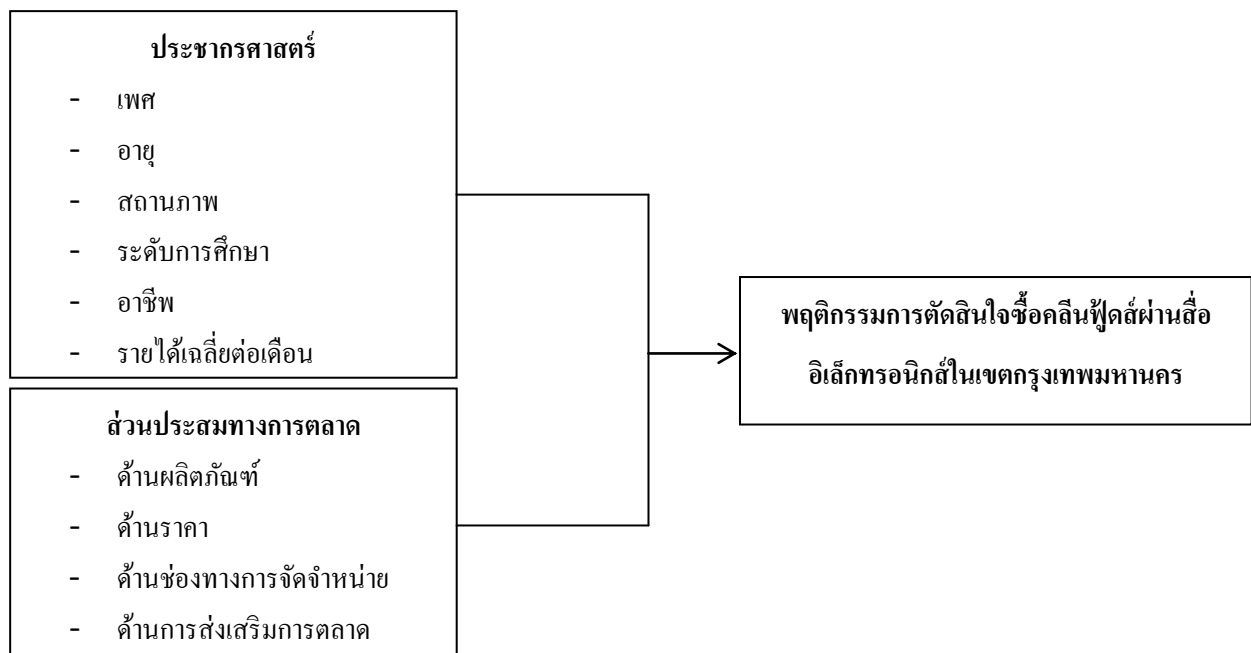 ประชากรศาสตร์
- เพศ
- อายุ
- สถานภาพ
- ระดับการศึกษา
- อาชีพ
- รายได้เฉลี่ยต่อเดือน
ส่วนประสมทางการตลาด
- ด้านผลิตภัณฑ์
- ด้านราคา
- ด้านช่องทางการจัดจำหน่าย
- ด้านการส่งเสริมการตลาด
พฤติกรรมการตัดสินใจซื้อคลีนฟู้ดส์ผ่านสื่อ
อิเล็กทรอนิกส์ในเขตกรุงเทพมหานคร